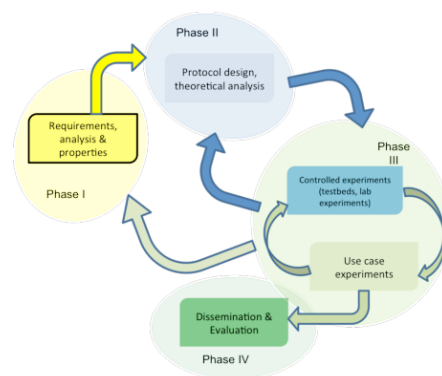 Phase II
Protocol design,
theoretical analysis
Requirements,
analysis &
properties
Phase I
Phase
III
Controlled experiments
(testbeds, lab
experiments)
Use case
experiments
Dissemination &
Evaluation
Phase IV